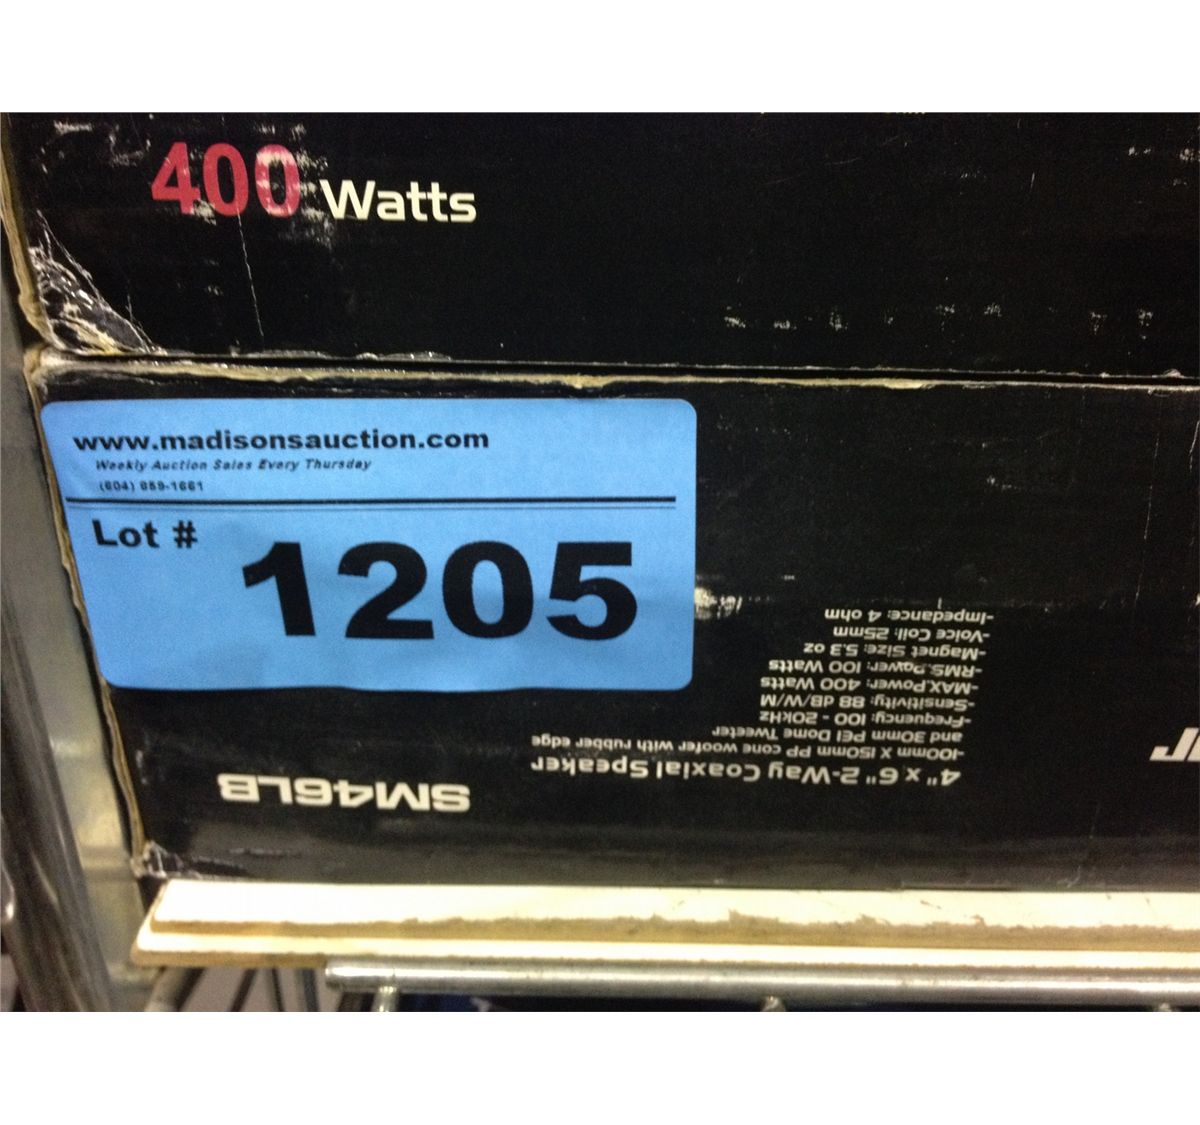 400 Watts
www.madisonsauction.com
Weekly Auction Sales Every Thursday
(604) 859-1661
Lot #
1205
SM46LB
4" x 6" 2-Way Coaxial Speaker
-100mm X 150mm PP cone woofer with rubber edge
and 30mm PEI Dome Tweeter
-Frequency: 100 - 20kHz
-Sensitivity: 88 dB/W/M
-MAX.Power: 400 Watts
-RMS.Power: 100 Watts
-Magnet Size: 5.3 oz
-Voice Coil: 25mm
-Impedance: 4 ohm